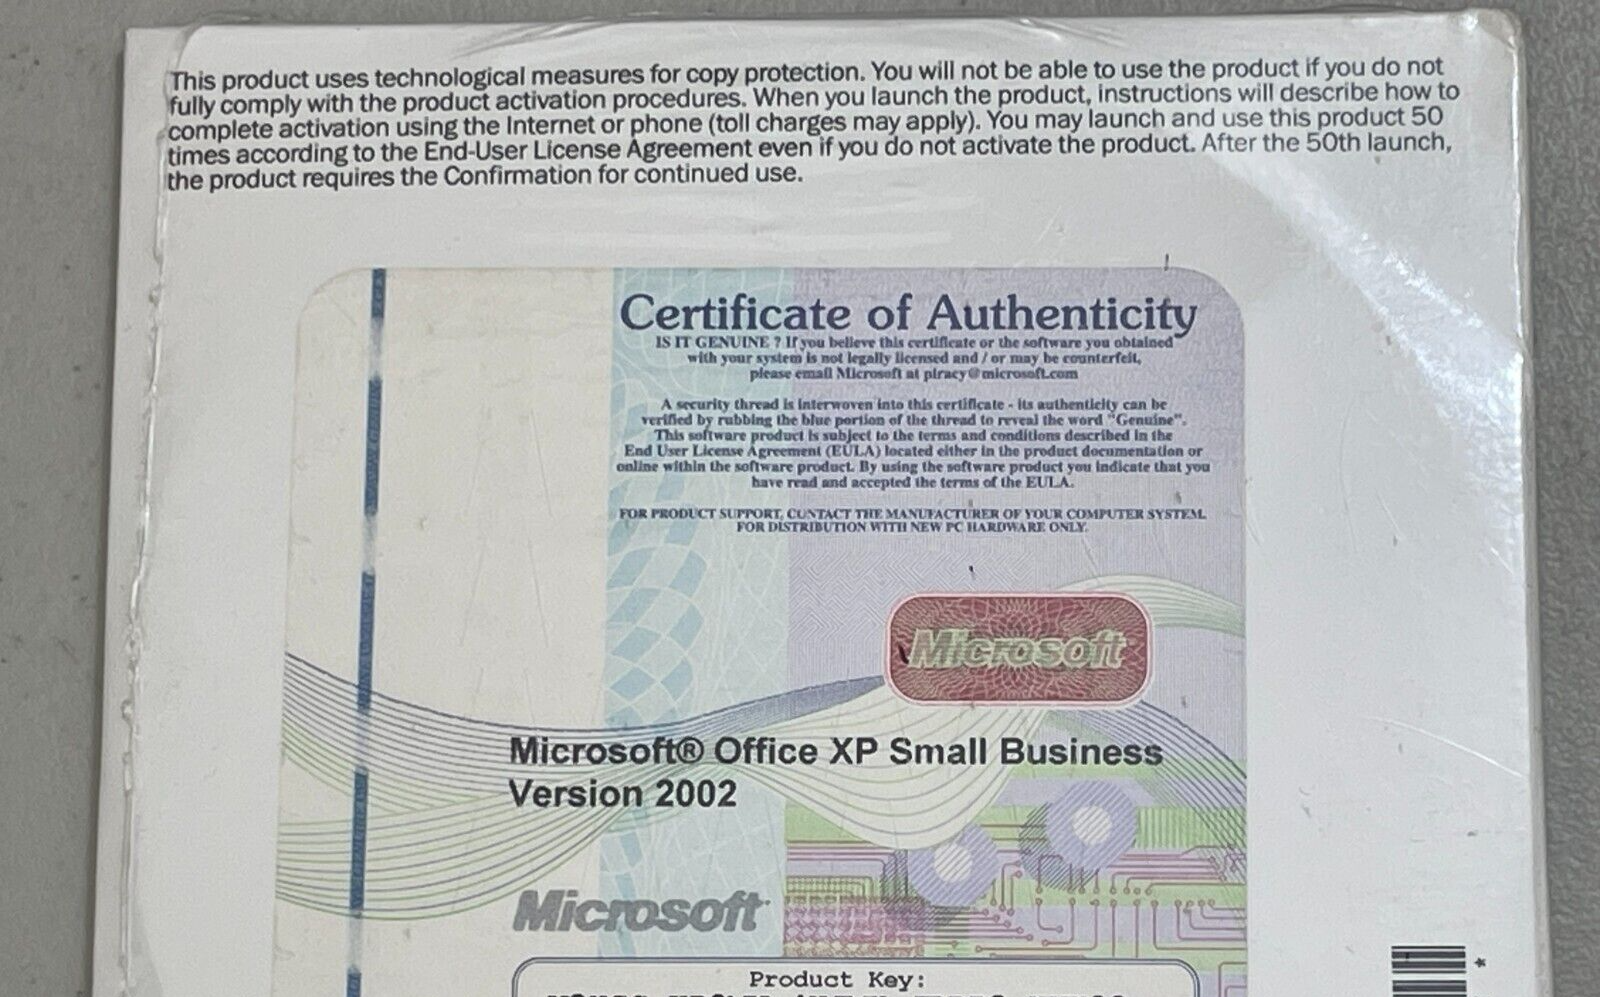 This product uses technological measures for copy protection. You will not be able to use the product if you do not
fully comply with the product activation procedures. When you launch the product, instructions will describe how to
complete activation using the Internet or phone (toll charges may apply). You may launch and use this product 50
times according to the End-User License Agreement even if you do not activate the product. After the 50th launch,
the product requires the Confirmation for continued use.
Certificate of Authenticity
IS IT GENUINE ? If you believe this certificate or the software you obtained
with your system is not legally licensed and / or may be counterfeit,
please email Microsoft at piracy@microsoft.com
A security thread is interwoven into this certificate - its authenticity can be
verified by rubbing the blue portion of the thread to reveal the word "Genuine".
This software product is subject to the terms and conditions described in the
End User License Agreement (EULA) located either in the product documentation or
online within the software product. By using the software product you indicate that you
have read and accepted the terms of the EULA.
FOR PRODUCT SUPPORT, CONTACT THE MANUFACTURER OF YOUR COMPUTER SYSTEM.
FOR DISTRIBUTION WITH NEW PC HARDWARE ONLY.
Microsoft
Microsoft® Office XP Small Business
Version 2002
Microsoft
Product Key:
*